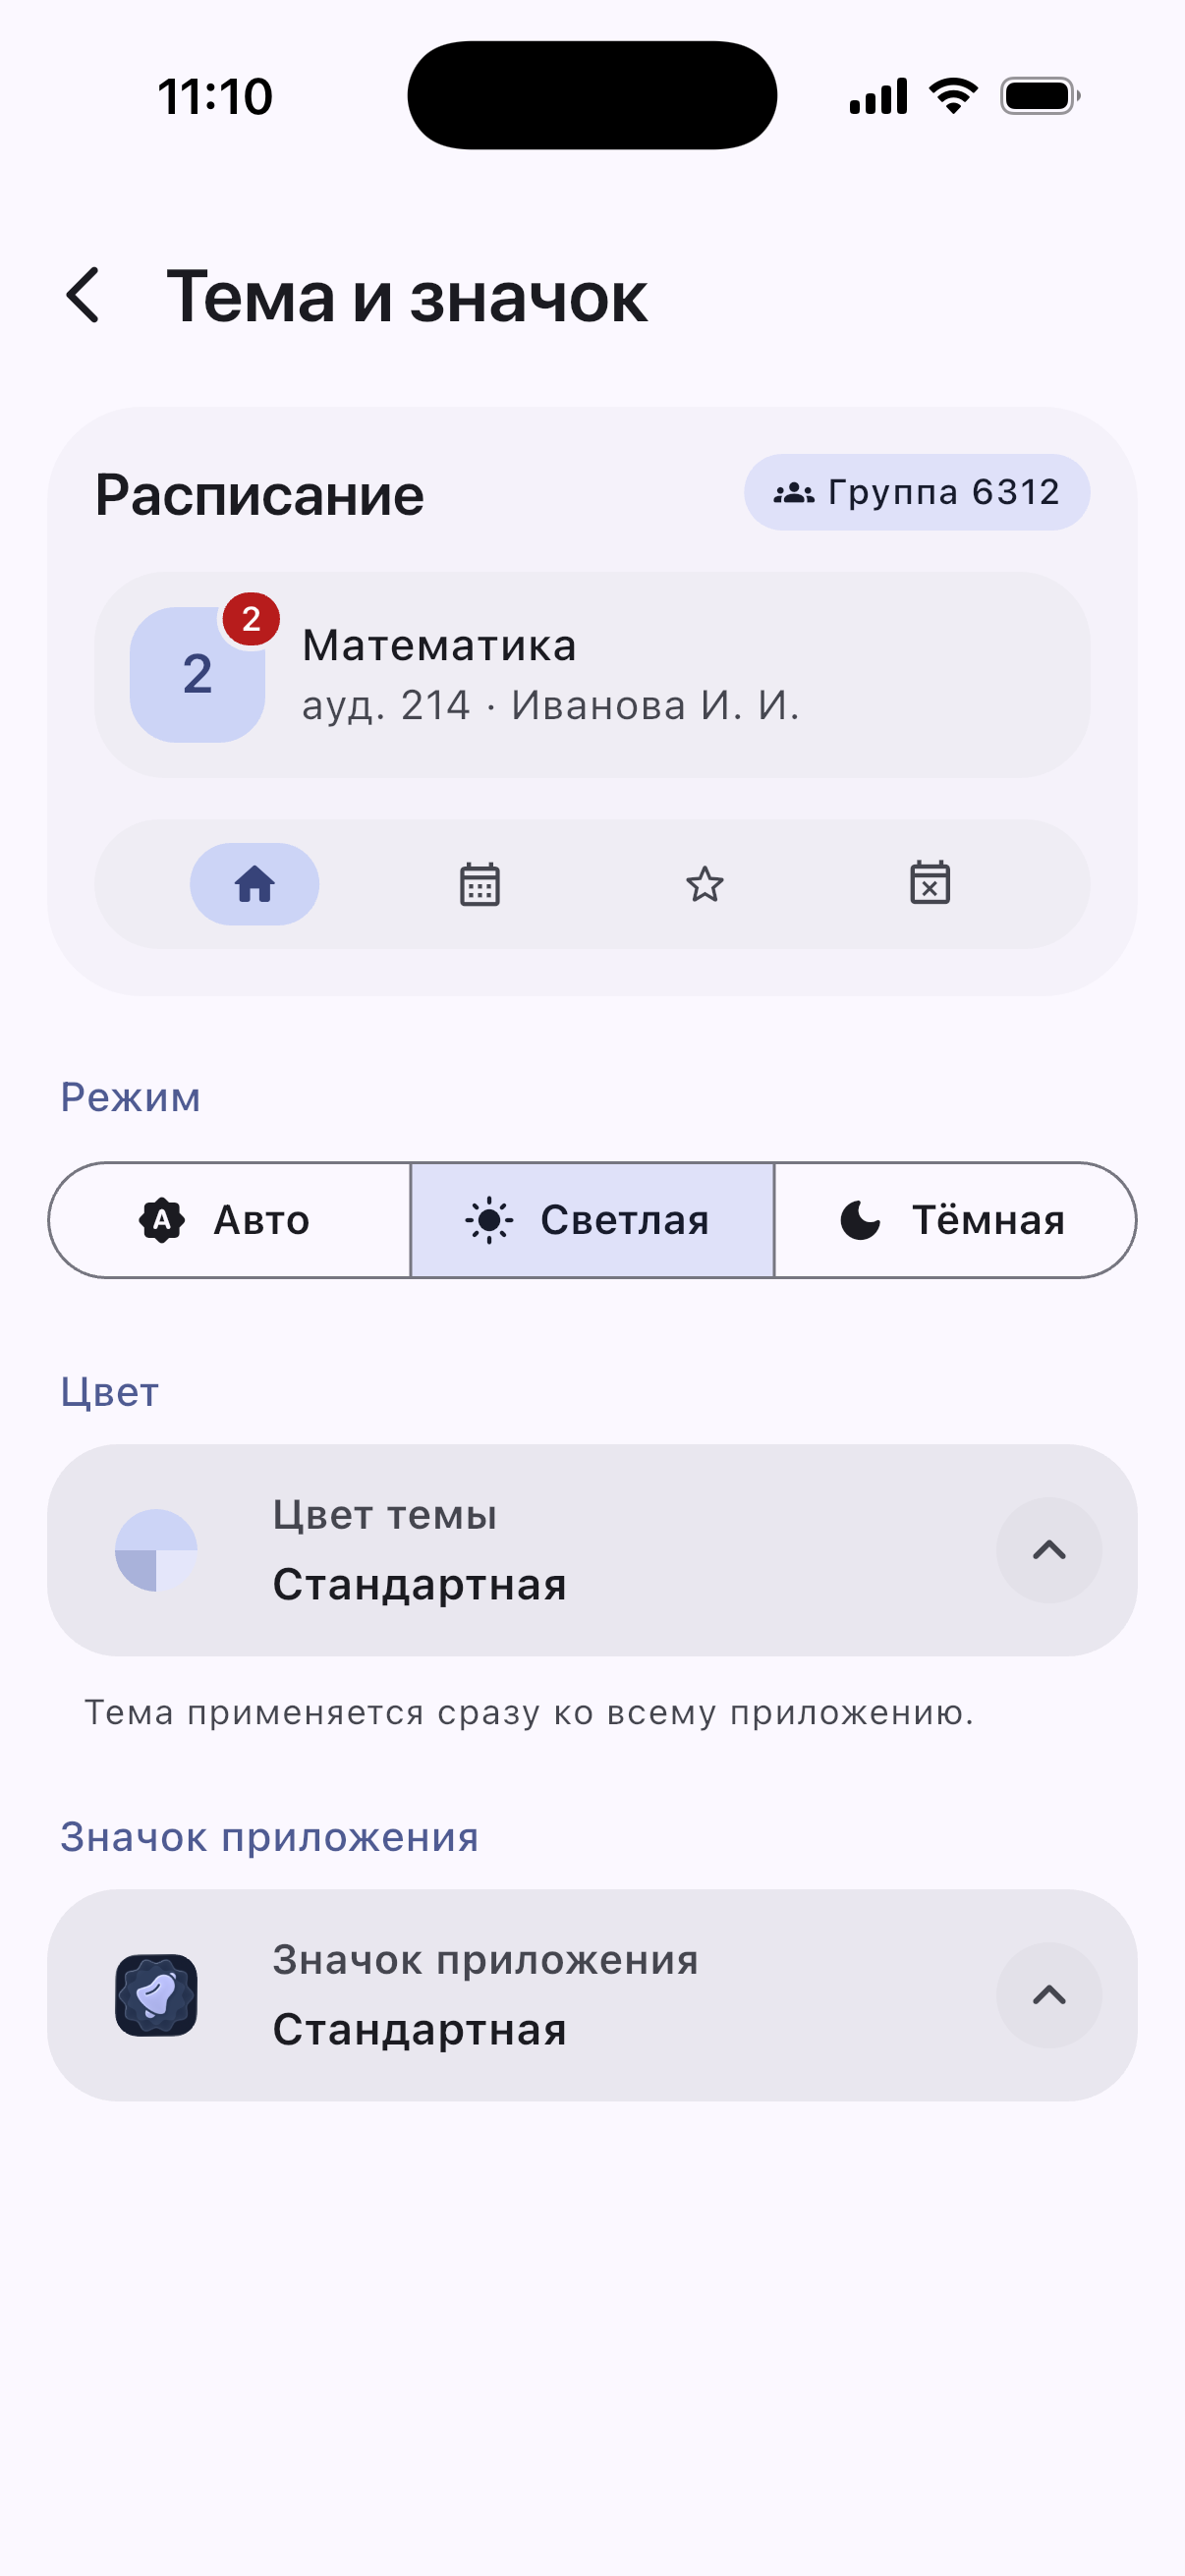 11:10
Тема и значок
Расписание
Группа 6312
2
2
Математика
ауд. 214 · Иванова И. И.
Режим
Авто
Светлая
Тёмная
Цвет
Цвет темы
Стандартная
Тема применяется сразу ко всему приложению.
Значок приложения
Значок приложения
Стандартная